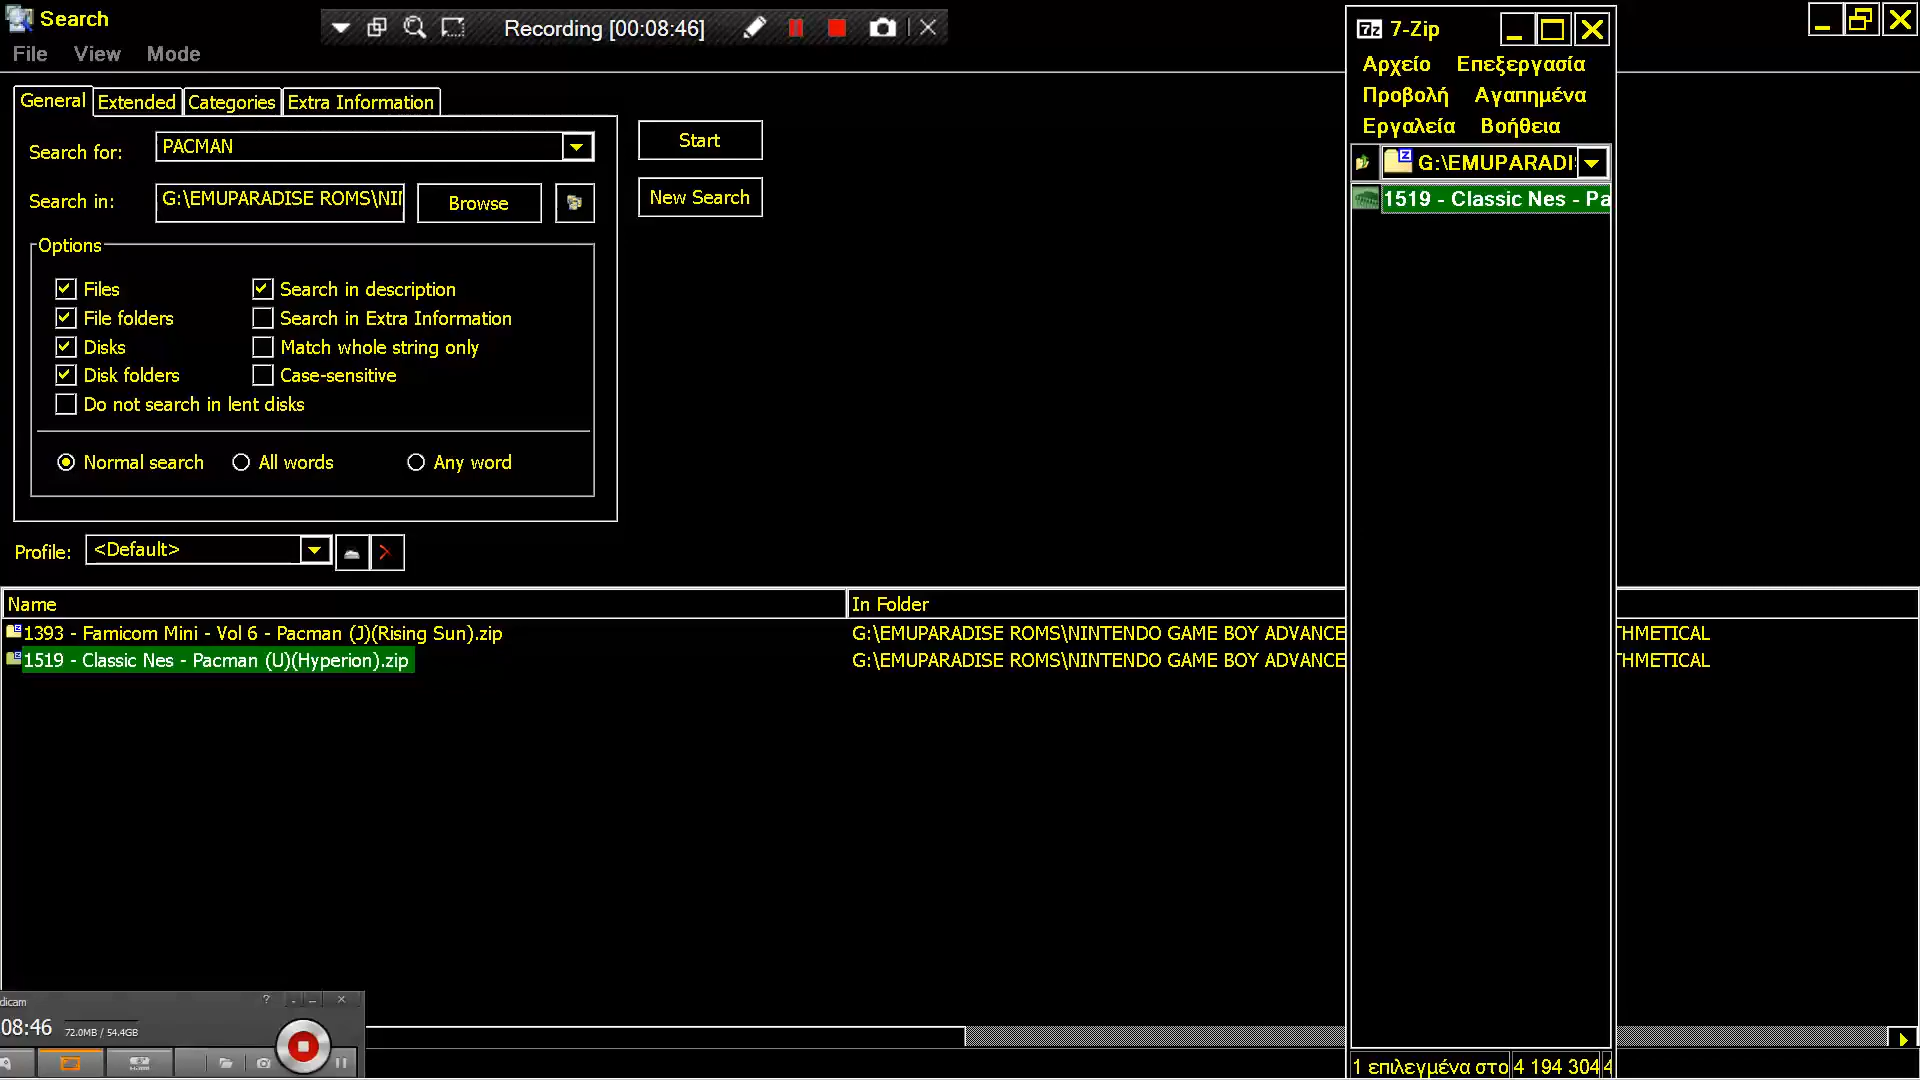 Search
Recording [00:08:46]
File View Mode
General Extended Categories Extra Information
Search for: PACMAN
Start
Search in: G:\EMUPARADISE ROMS\NI
Browse
New Search
Options
Files
Search in description
File folders
Search in Extra Information
Disks
Match whole string only
Disk folders
Case-sensitive
Do not search in lent disks
Normal search All words Any word
Profile: <Default>
Name In Folder
1393 - Famicom Mini - Vol 6 - Pacman (J)(Rising Sun).zip G:\EMUPARADISE ROMS\NINTENDO GAME BOY ADVANCE THMETICAL
1519 - Classic Nes - Pacman (U)(Hyperion).zip G:\EMUPARADISE ROMS\NINTENDO GAME BOY ADVANCE THMETICAL
7z 7-Zip
Αρχείο Επεξεργασία
Προβολή Αγαπημένα
Εργαλεία Βοήθεια
G:\EMUPARADI
1519 - Classic Nes - Pa
1 επιλεγμένα στο 4 194 304 4
dicam
08:46 72.0MB / 54.4GB